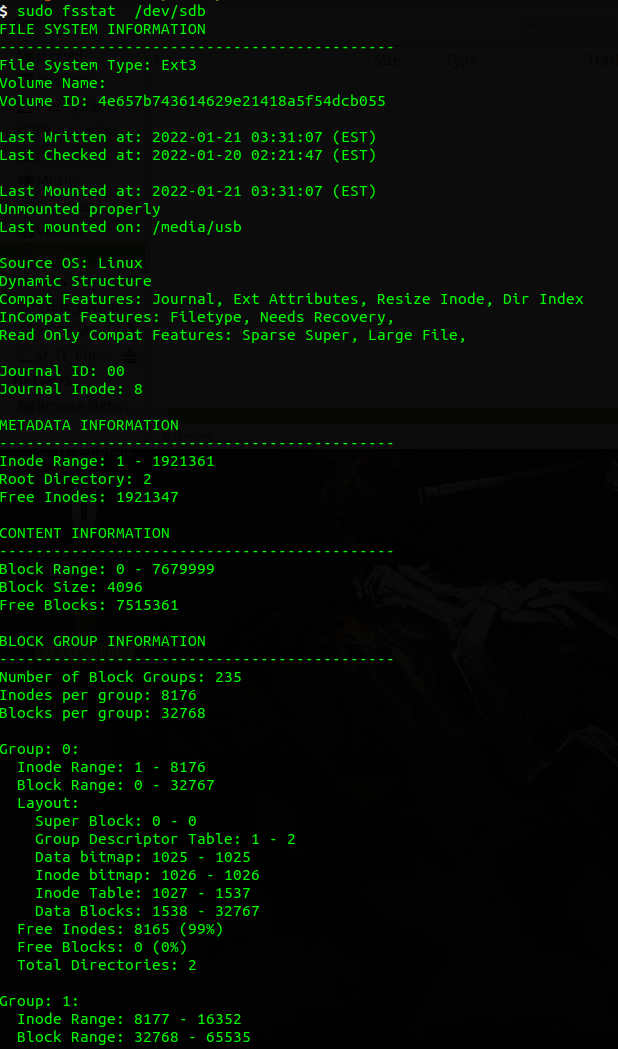 $ sudo fsstat  /dev/sdb
FILE SYSTEM INFORMATION
--------------------------------------------
File System Type: Ext3
Volume Name:
Volume ID: 4e657b743614629e21418a5f54dcb055
Last Written at: 2022-01-21 03:31:07 (EST)
Last Checked at: 2022-01-20 02:21:47 (EST)
Last Mounted at: 2022-01-21 03:31:07 (EST)
Unmounted properly
Last mounted on: /media/usb
Source OS: Linux
Dynamic Structure
Compat Features: Journal, Ext Attributes, Resize Inode, Dir Index
InCompat Features: Filetype, Needs Recovery,
Read Only Compat Features: Sparse Super, Large File,
Journal ID: 00
Journal Inode: 8
METADATA INFORMATION
--------------------------------------------
Inode Range: 1 - 1921361
Root Directory: 2
Free Inodes: 1921347
CONTENT INFORMATION
--------------------------------------------
Block Range: 0 - 7679999
Block Size: 4096
Free Blocks: 7515361
BLOCK GROUP INFORMATION
--------------------------------------------
Number of Block Groups: 235
Inodes per group: 8176
Blocks per group: 32768
Group: 0:
  Inode Range: 1 - 8176
  Block Range: 0 - 32767
  Layout:
    Super Block: 0 - 0
    Group Descriptor Table: 1 - 2
    Data bitmap: 1025 - 1025
    Inode bitmap: 1026 - 1026
    Inode Table: 1027 - 1537
    Data Blocks: 1538 - 32767
  Free Inodes: 8165 (99%)
  Free Blocks: 0 (0%)
  Total Directories: 2
Group: 1:
  Inode Range: 8177 - 16352
  Block Range: 32768 - 65535